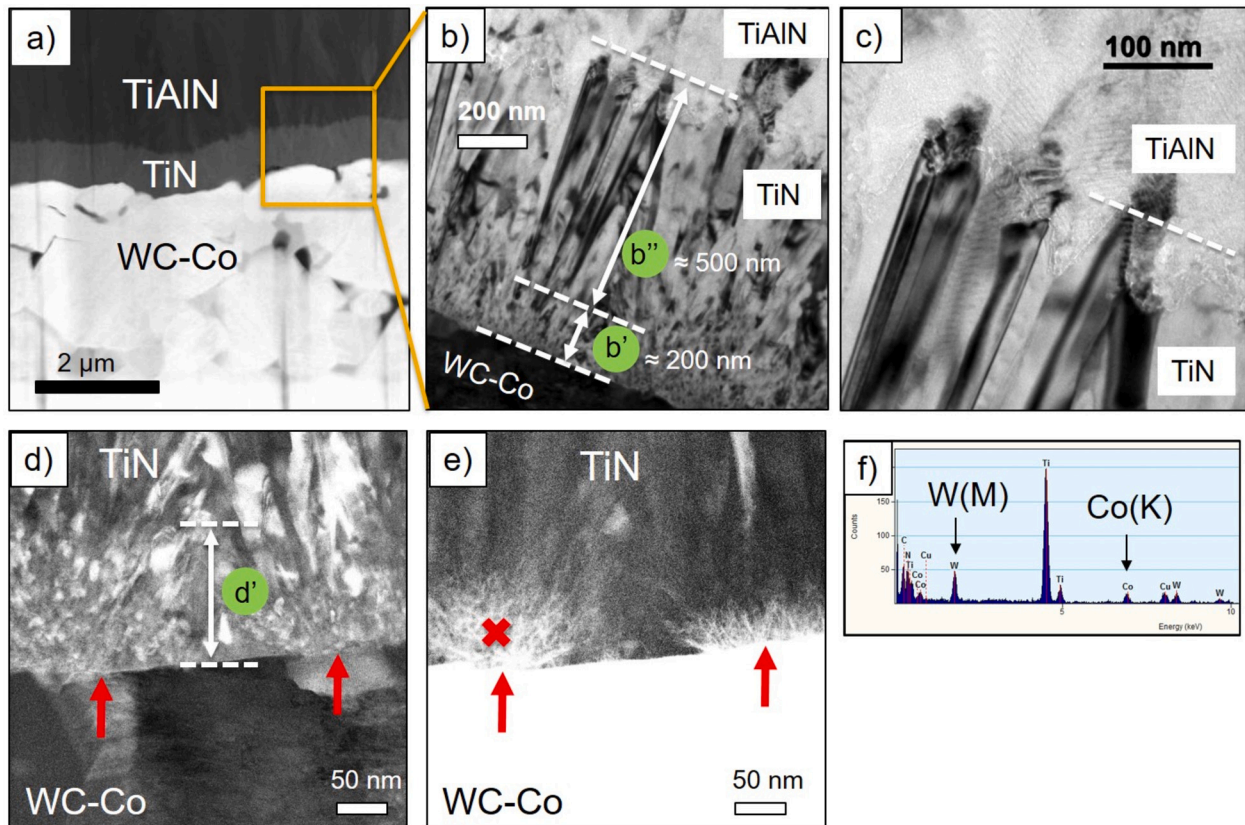 a)
TiAlN
TiN
WC-Co
2 µm
b)
TiAlN
200 nm
TiN
b’’ ≈ 500 nm
b’ ≈ 200 nm
WC-Co
c)
100 nm
TiAlN
TiN
d)
TiN
d’
WC-Co
50 nm
e)
TiN
WC-Co
50 nm
f)
W(M)
Co(K)
Counts
150
100
50
C
N
Ti
Co
Co
Cu
W
Ti
Ti
Co
Cu
W
W
5
10
Energy (keV)